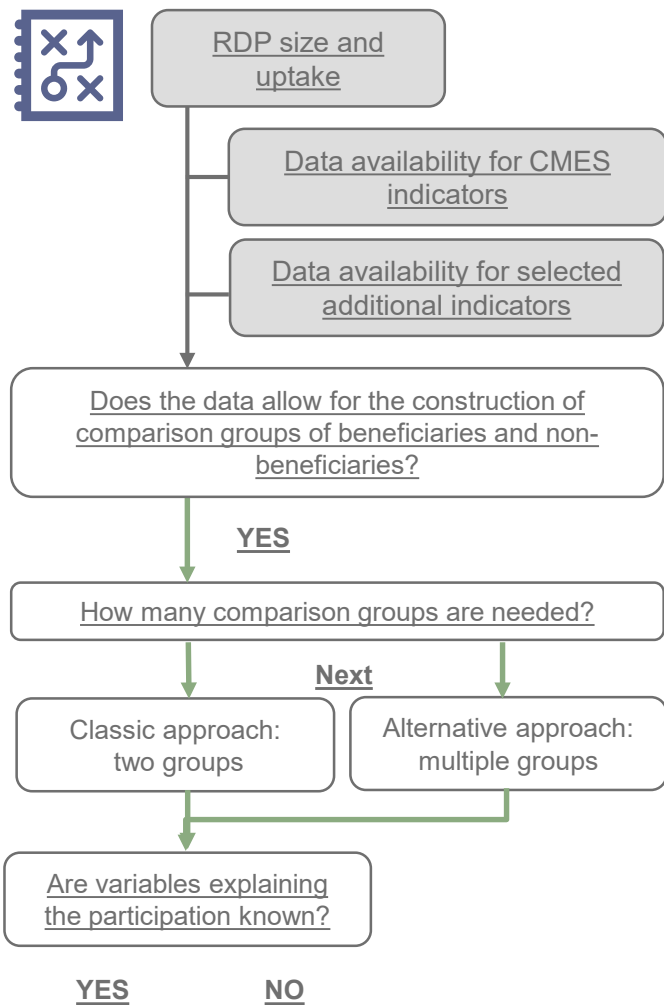 RDP size and
uptake
Data availability for CMES
indicators
Data availability for selected
additional indicators
Does the data allow for the construction of
comparison groups of beneficiaries and non-
beneficiaries?
YES
How many comparison groups are needed?
Next
Classic approach:
two groups
Alternative approach:
multiple groups
Are variables explaining
the participation known?
YES NO